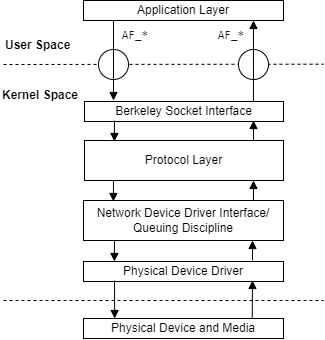 Application Layer
AF_* AF_*
User Space
Kernel Space
Berkeley Socket Interface
Protocol Layer
Network Device Driver Interface/
Queuing Discipline
Physical Device Driver
Physical Device and Media